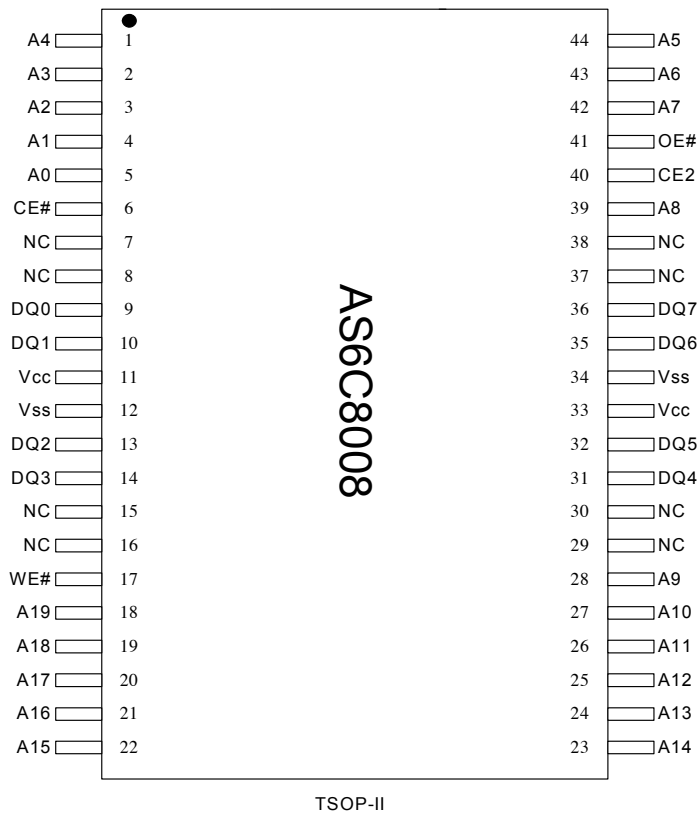 A4 1 44 A5
A3 2 43 A6
A2 3 42 A7
A1 4 41 OE#
A0 5 40 CE2
CE# 6 39 A8
NC 7 38 NC
NC 8 37 NC
DQ0 9 36 DQ7
DQ1 10 35 DQ6
Vcc 11 34 Vss
Vss 12 33 Vcc
DQ2 13 32 DQ5
DQ3 14 31 DQ4
NC 15 30 NC
NC 16 29 NC
WE# 17 28 A9
A19 18 27 A10
A18 19 26 A11
A17 20 25 A12
A16 21 24 A13
A15 22 23 A14
AS6C8008
TSOP-II